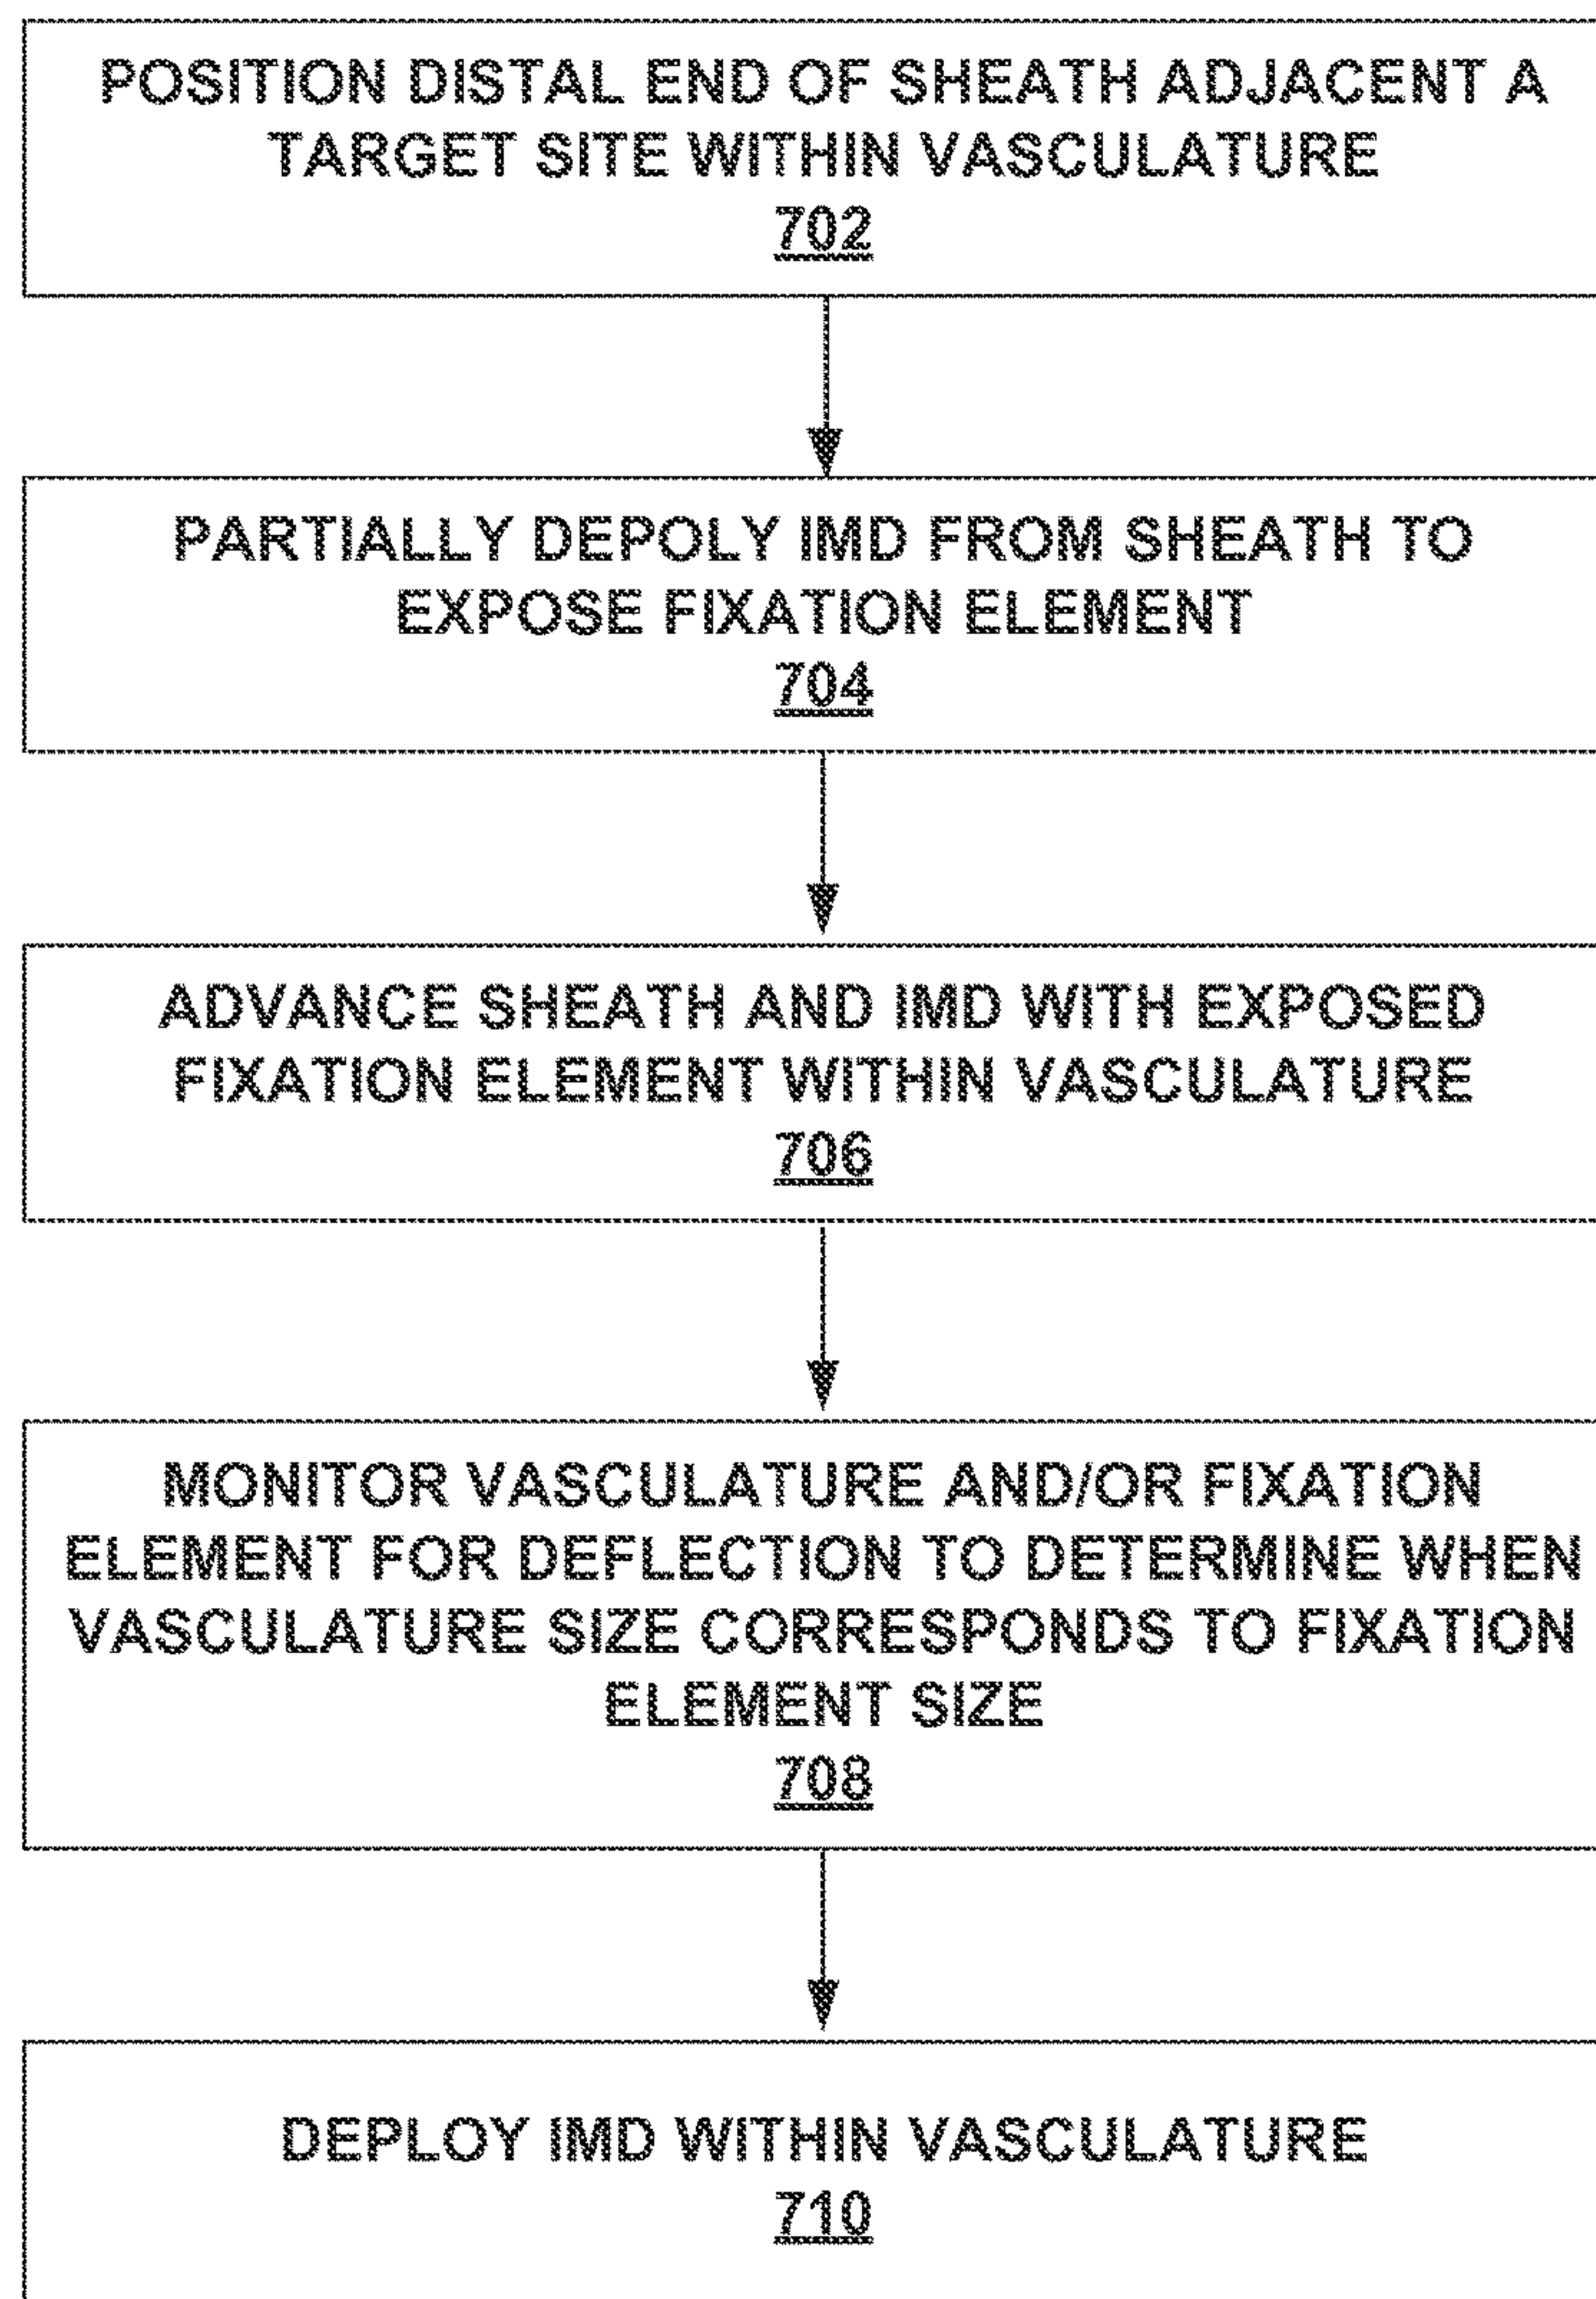 POSITION DISTAL END OF SHEATH ADJACENT A
TARGET SITE WITHIN VASCULATURE
702
PARTIALLY DEPOLY IMD FROM SHEATH TO
EXPOSE FIXATION ELEMENT
704
ADVANCE SHEATH AND IMD WITH EXPOSED
FIXATION ELEMENT WITHIN VASCULATURE
706
MONITOR VASCULATURE AND/OR FIXATION
ELEMENT FOR DEFLECTION TO DETERMINE WHEN
VASCULATURE SIZE CORRESPONDS TO FIXATION
ELEMENT SIZE
708
DEPLOY IMD WITHIN VASCULATURE
710